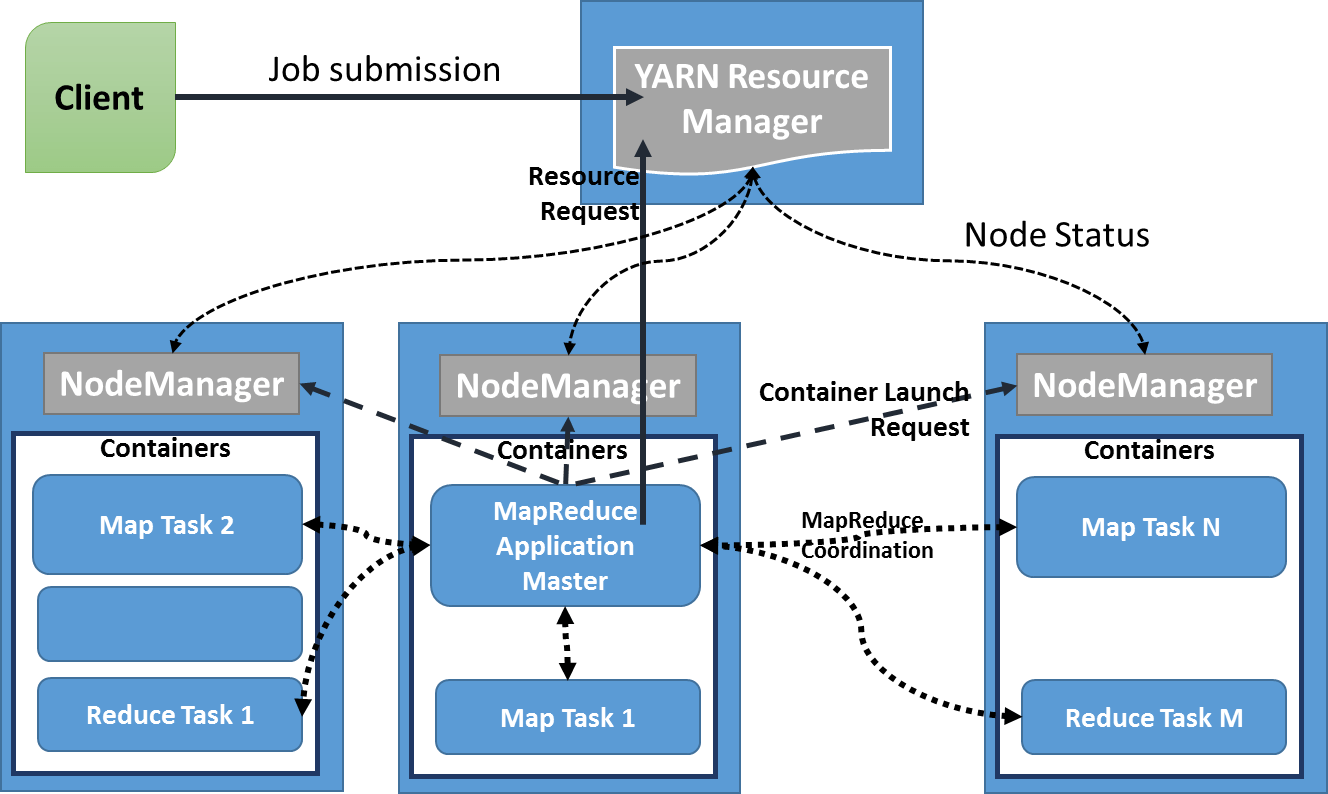 Client
Job submission
YARN Resource
Manager
Resource
Request
Node Status
NodeManager
NodeManager
NodeManager
Container Launch
Request
Containers
Containers
Containers
Map Task 2
MapReduce
Application
Master
MapReduce
Coordination
Map Task N
Reduce Task 1
Map Task 1
Reduce Task M